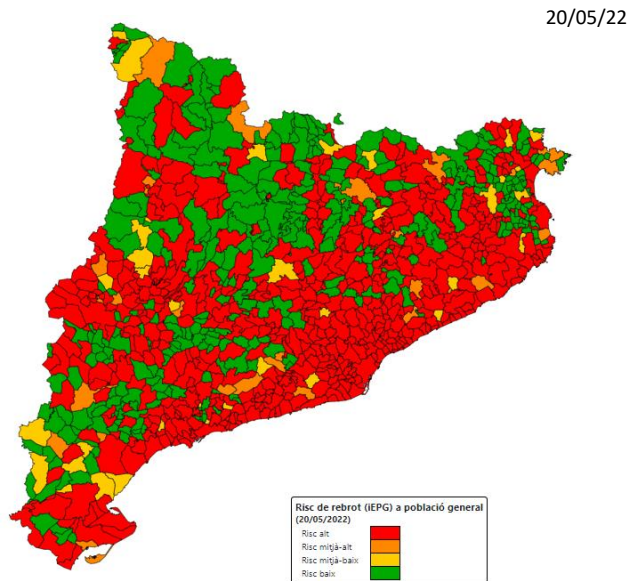 20/05/22
Risc de rebrot (iEPG) a població general
(20/05/2022)
Risc alt
Risc mitjà-alt
Risc mitjà-baix
Risc baix